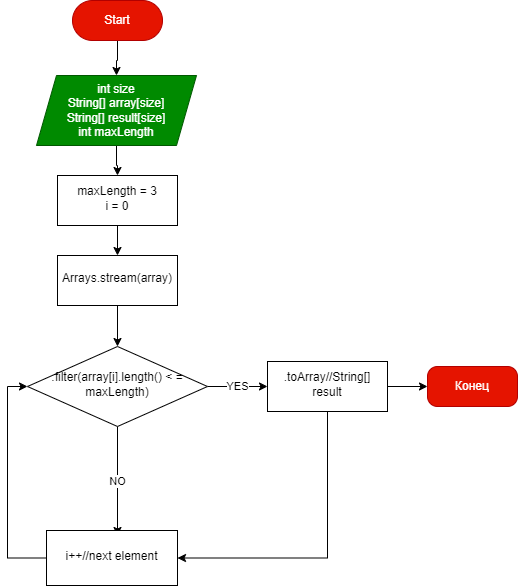 Start
int size
String[] array[size]
String[] result[size]
int maxLength
maxLength = 3
i = 0
Arrays.stream(array)
.filter(array[i].length() < =
maxLength)
YES
.toArray//String[]
result
Конец
NO
i++//next element